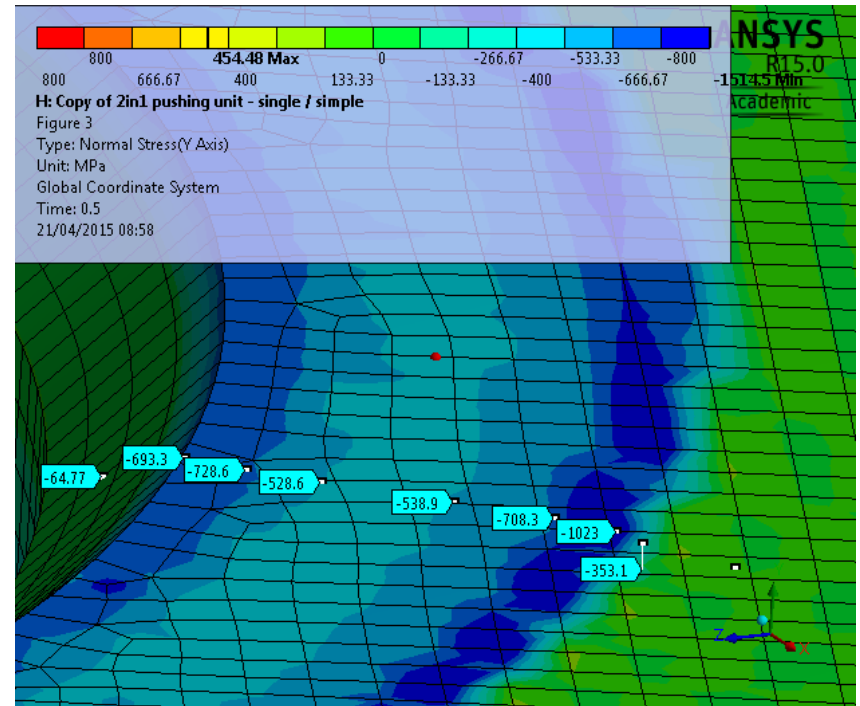 ANSYS
R15.0
Academic
800 454.48 Max 0 -266.67 -533.33 -800
800 666.67 400 133.33 -133.33 -400 -666.67 -1514.5 Min
H: Copy of 2in1 pushing unit - single / simple
Figure 3
Type: Normal Stress(Y Axis)
Unit: MPa
Global Coordinate System
Time: 0.5
21/04/2015 08:58
-64.77
-693.3
-728.6
-528.6
-538.9
-708.3
-1023
-353.1
Z
X